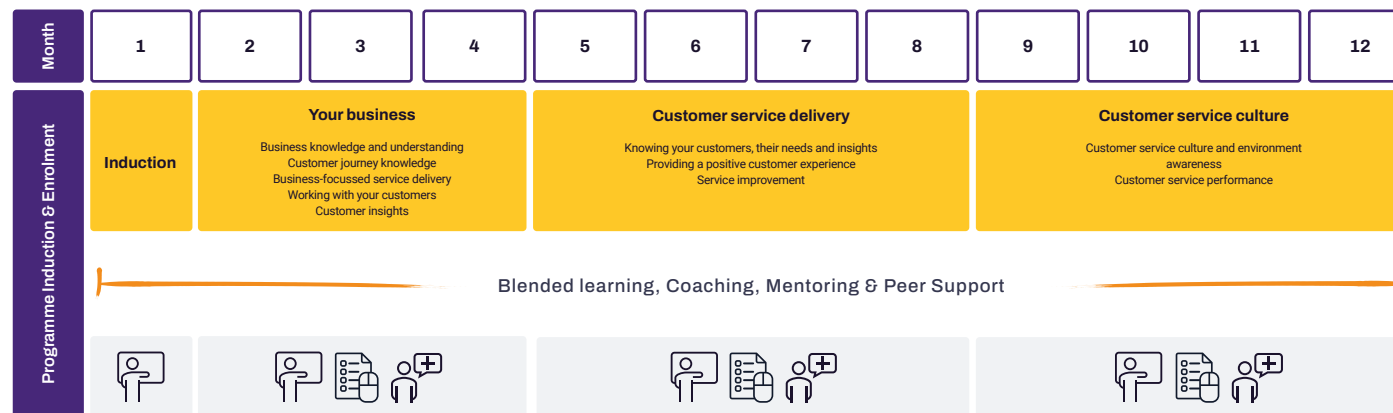 Month
1
2
3
4
5
6
7
8
9
10
11
12
Programme Induction & Enrolment
Induction
Your business
Business knowledge and understanding
Customer journey knowledge
Business-focussed service delivery
Working with your customers
Customer insights
Customer service delivery
Knowing your customers, their needs and insights
Providing a positive customer experience
Service improvement
Customer service culture
Customer service culture and environment
awareness
Customer service performance
Blended learning, Coaching, Mentoring & Peer Support